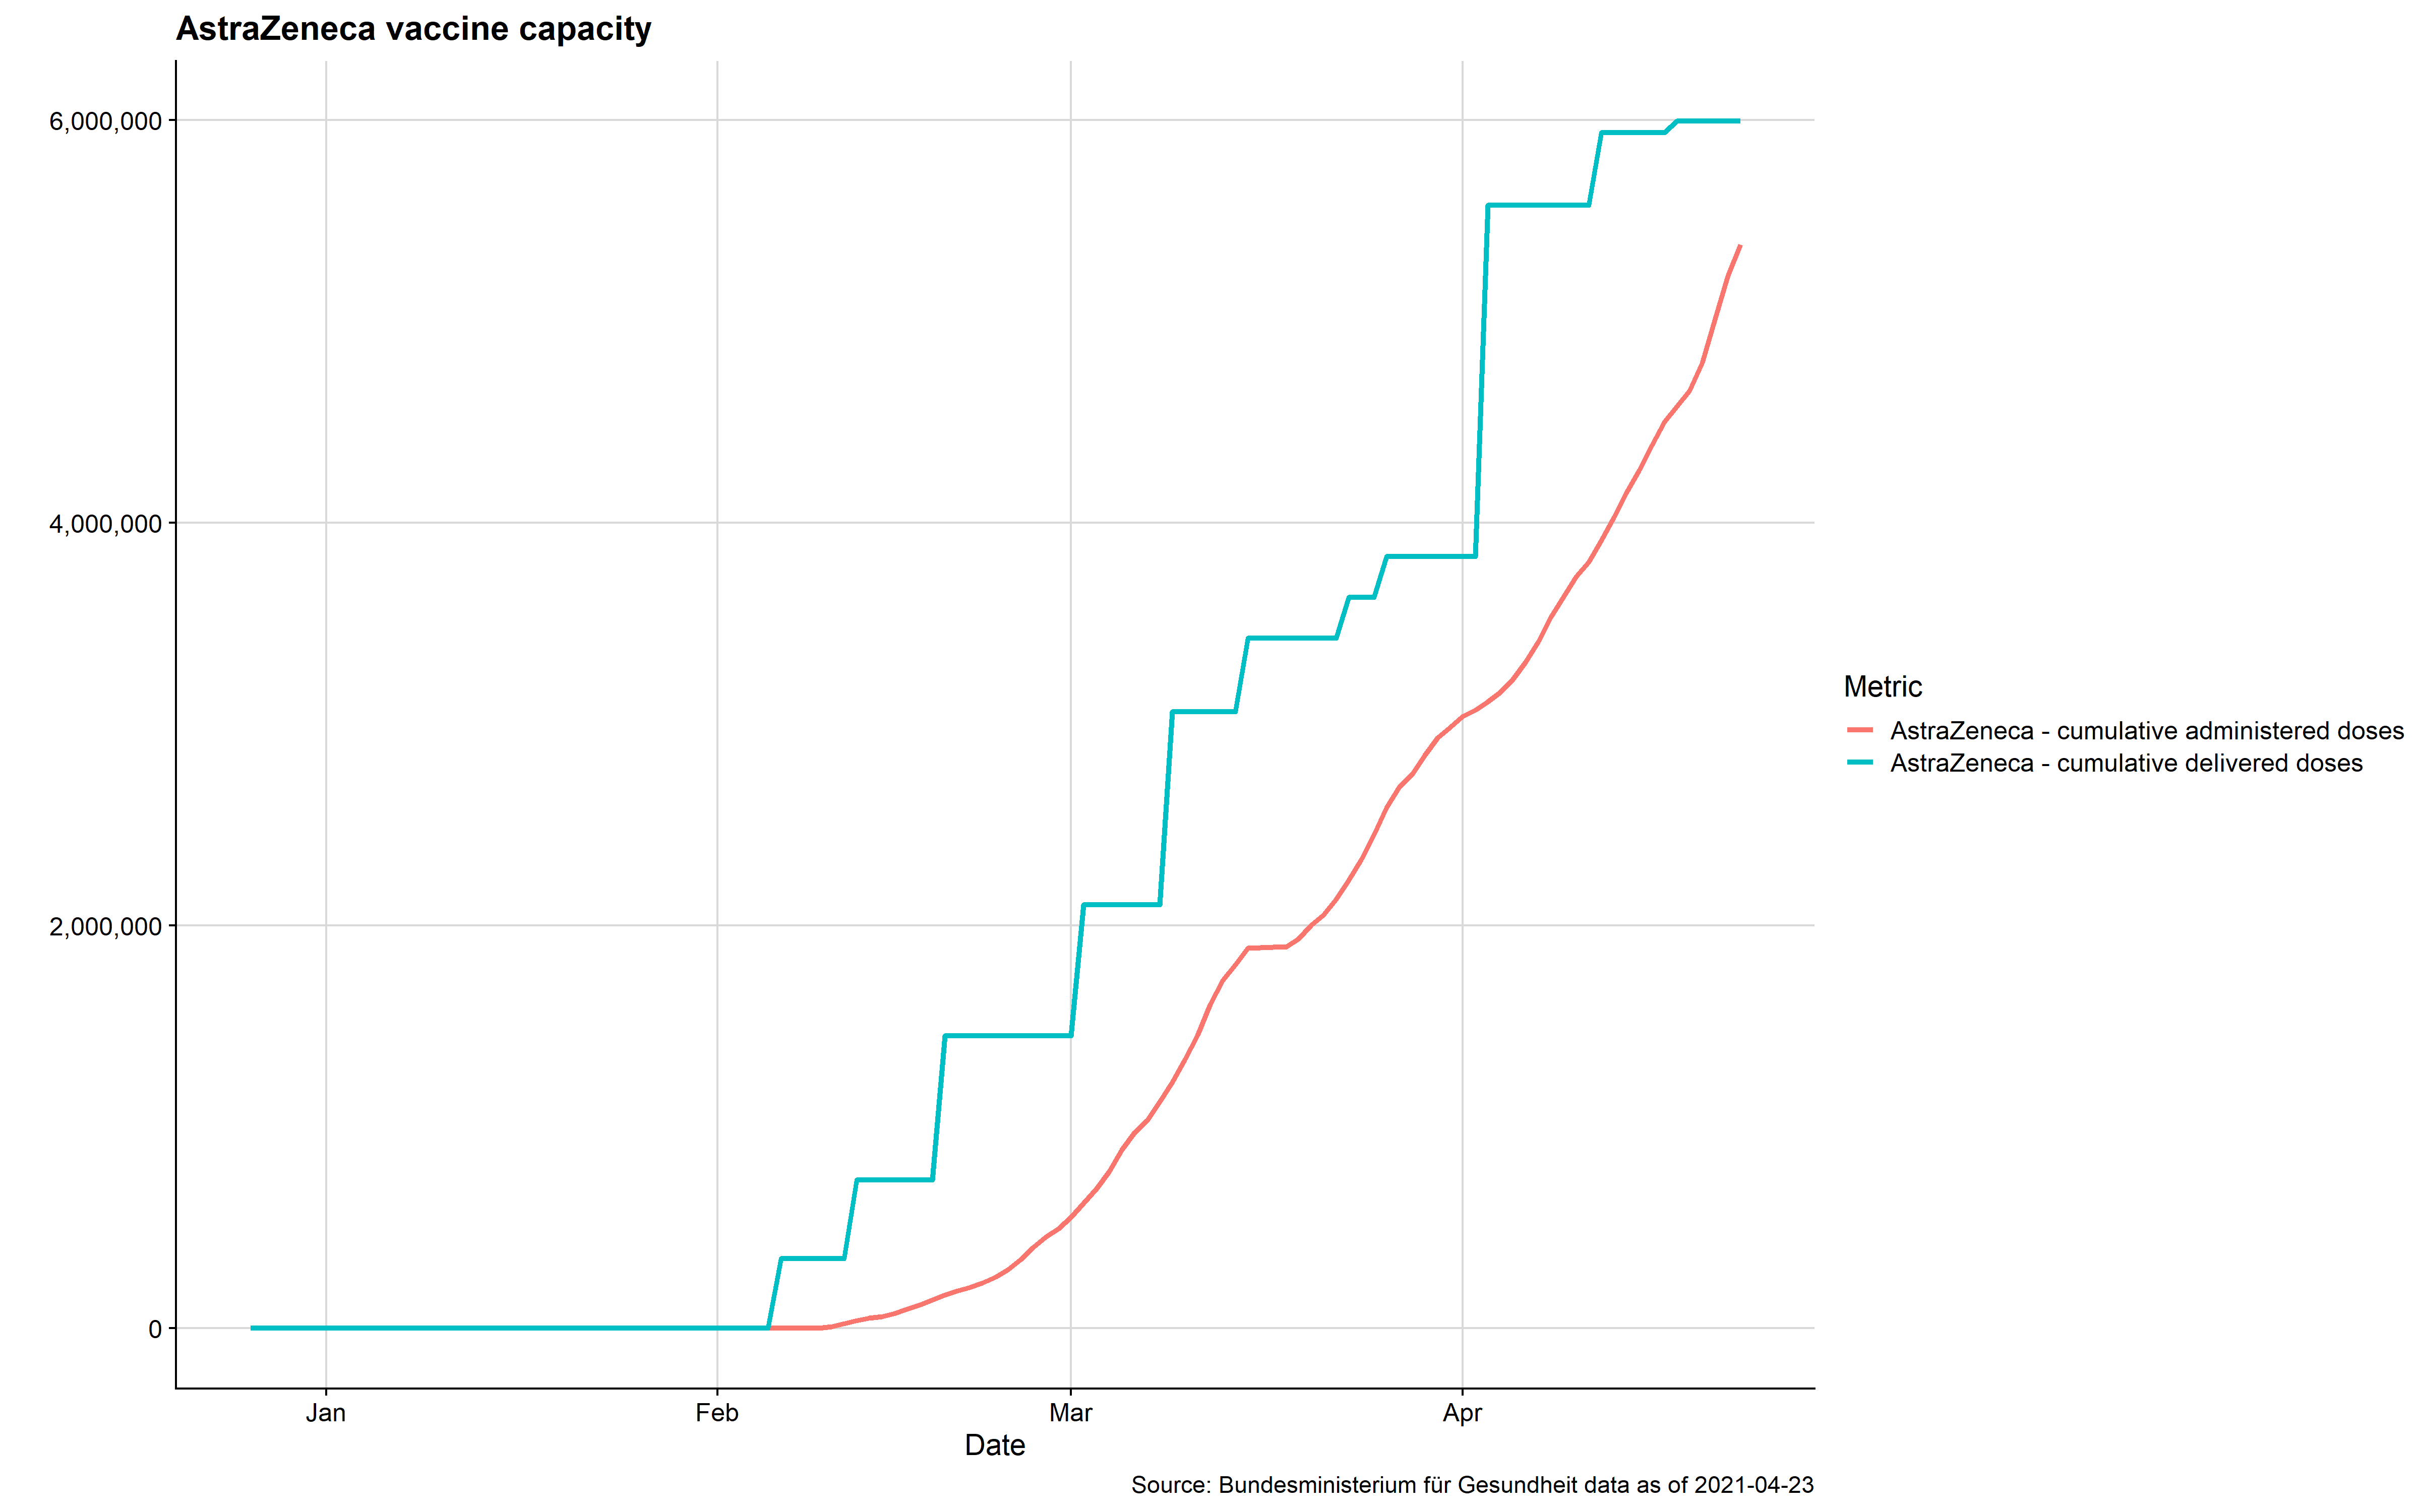 AstraZeneca vaccine capacity
6,000,000
4,000,000
2,000,000
0
Jan Feb Mar Apr
Date
Metric
AstraZeneca - cumulative administered doses
AstraZeneca - cumulative delivered doses
Source: Bundesministerium für Gesundheit data as of 2021-04-23